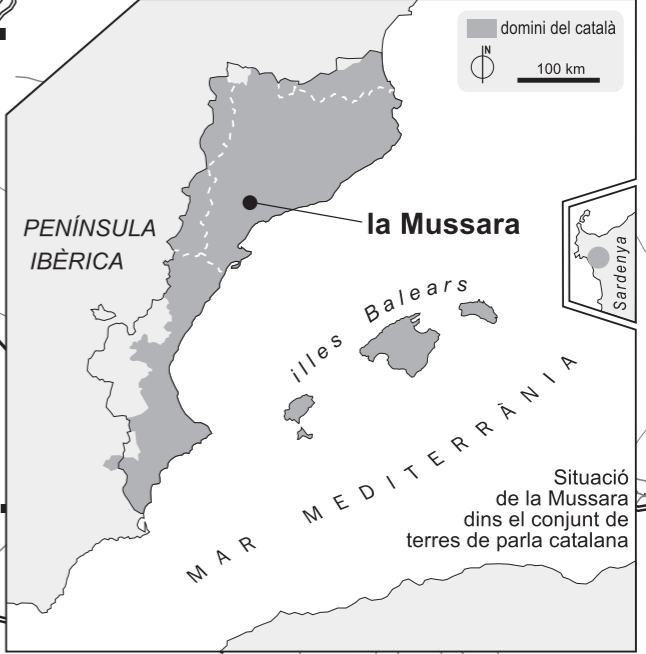 domini del català
N
100 km
PENÍNSULA
IBÈRICA
la Mussara
Sardenya
illes Balears
MAR MEDITERRÀNIA
Situació
de la Mussara
dins el conjunt de
terres de parla catalana